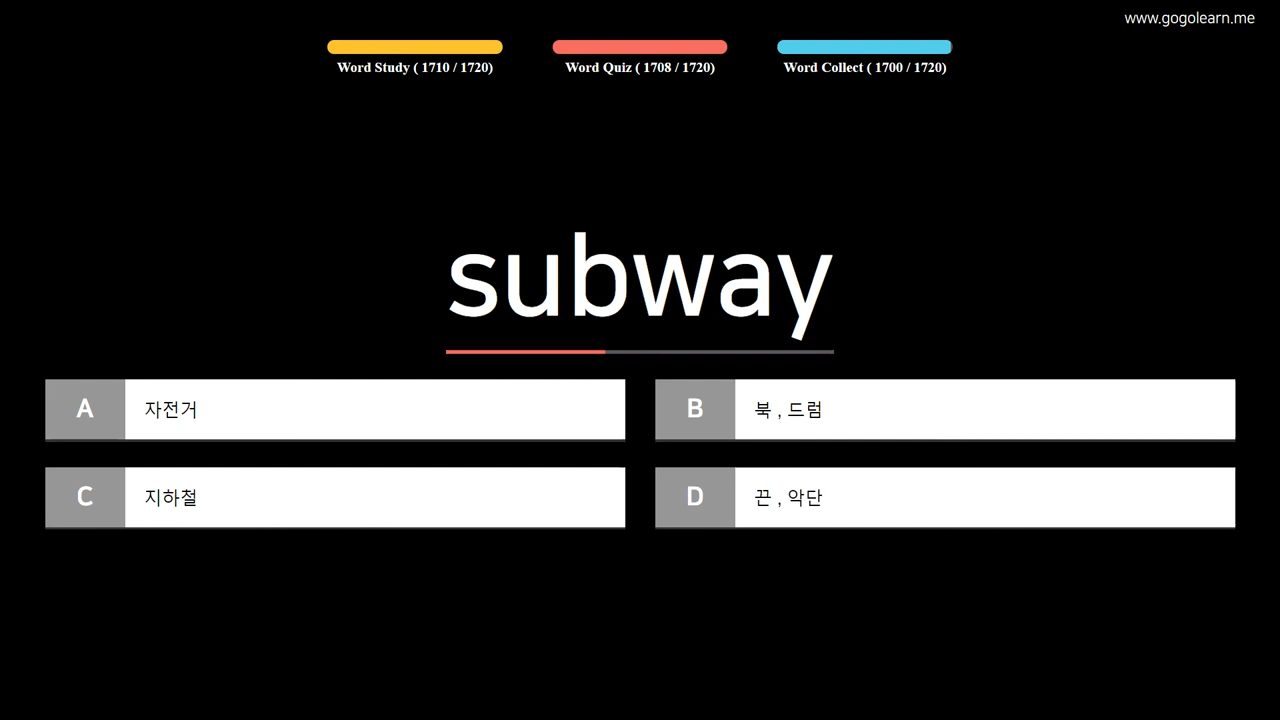 www.gogolearn.me
Word Study ( 1710 / 1720)
Word Quiz ( 1708 / 1720)
Word Collect ( 1700 / 1720)
subway
A 자전거
B 북 , 드럼
C 지하철
D 끈 , 악단